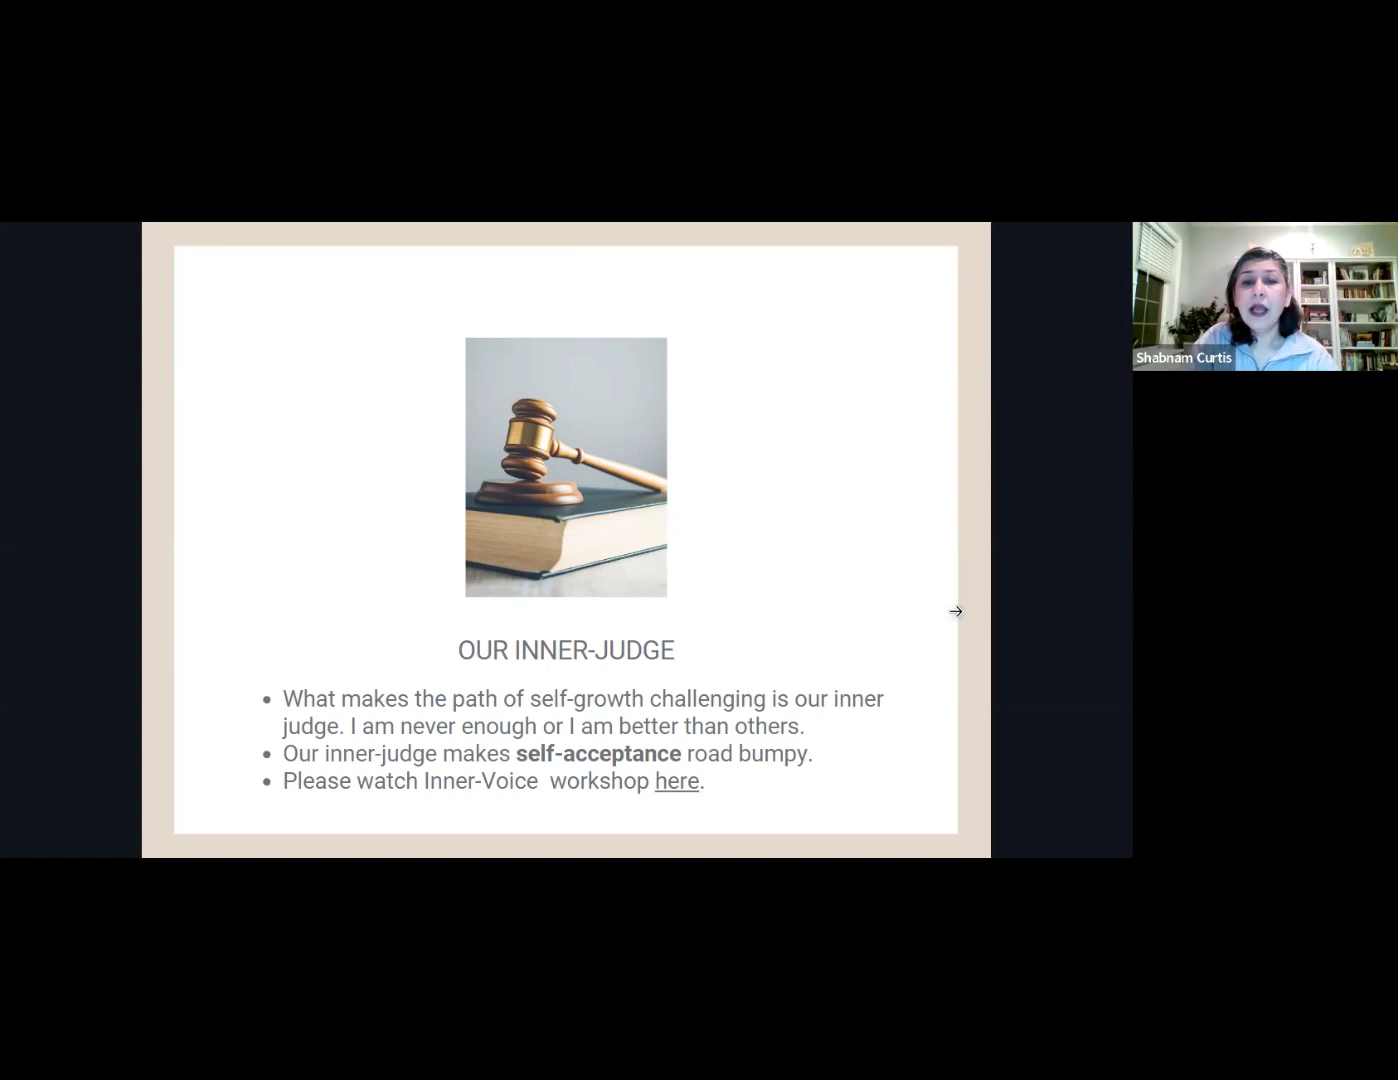 Shabnam Curtis
OUR INNER-JUDGE
What makes the path of self-growth challenging is our inner
judge. I am never enough or I am better than others.
Our inner-judge makes self-acceptance road bumpy.
Please watch Inner-Voice  workshop here.